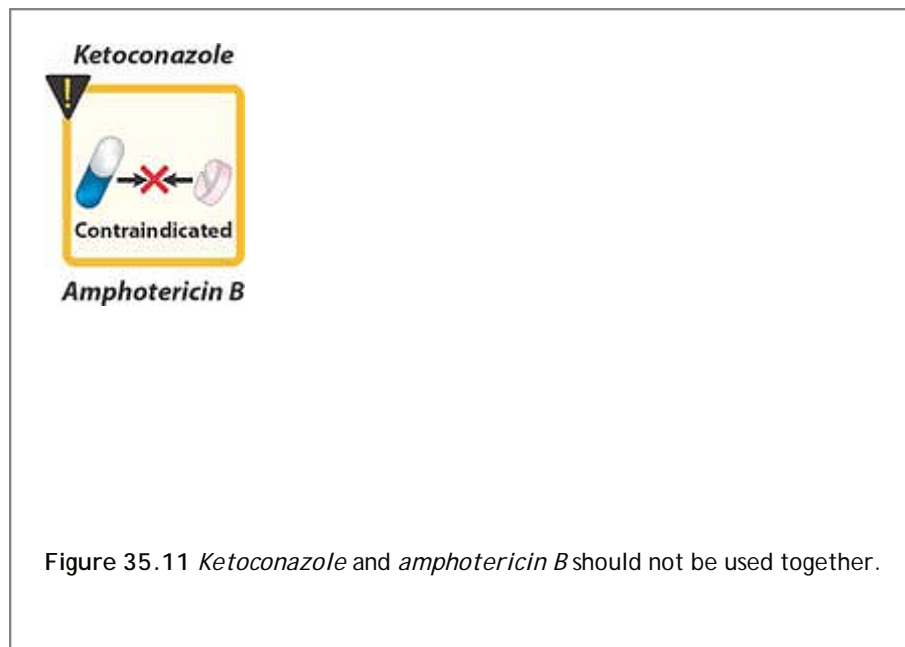 Ketoconazole
!
Contraindicated
Amphotericin B
Figure 35.11 Ketoconazole and amphotericin B should not be used together.